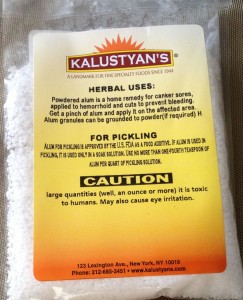 KALUSTYAN'S
A LANDMARK FOR FINE SPECIALTY FOODS SINCE 1944
HERBAL USES:
Powdered alum is a home remedy for canker sores,
applied to hemorrhoid and cuts to prevent bleeding.
Get a pinch of alum and apply it on the affected area.
Alum granules can be grounded to powder(if required) H
FOR PICKLING
ALUM FOR PICKLING IS APPROVED BY THE U.S. FDA AS A FOOD ADDITIVE. IF ALUM IS USED IN
PICKLING, IT IS USED ONLY IN A SOAK SOLUTION. USE NO MORE THAN ONE-FOURTH TEASPOON OF
ALUM PER QUART OF PICKLING SOLUTION.
CAUTION
large quantities (well, an ounce or more) it is toxic
to humans. May also cause eye irritation.
123 Lexington Ave., New York, NY 10016
Phone: 212-685-3451 • www.kalustyans.com